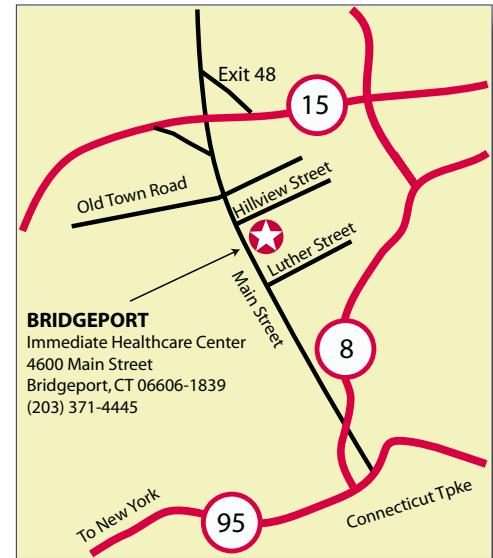 Exit 48
15
Old Town Road
Hillview Street
Luther Street
Main Street
BRIDGEPORT
Immediate Healthcare Center
4600 Main Street
Bridgeport, CT 06606-1839
(203) 371-4445
8
To New York
95
Connecticut Tpke